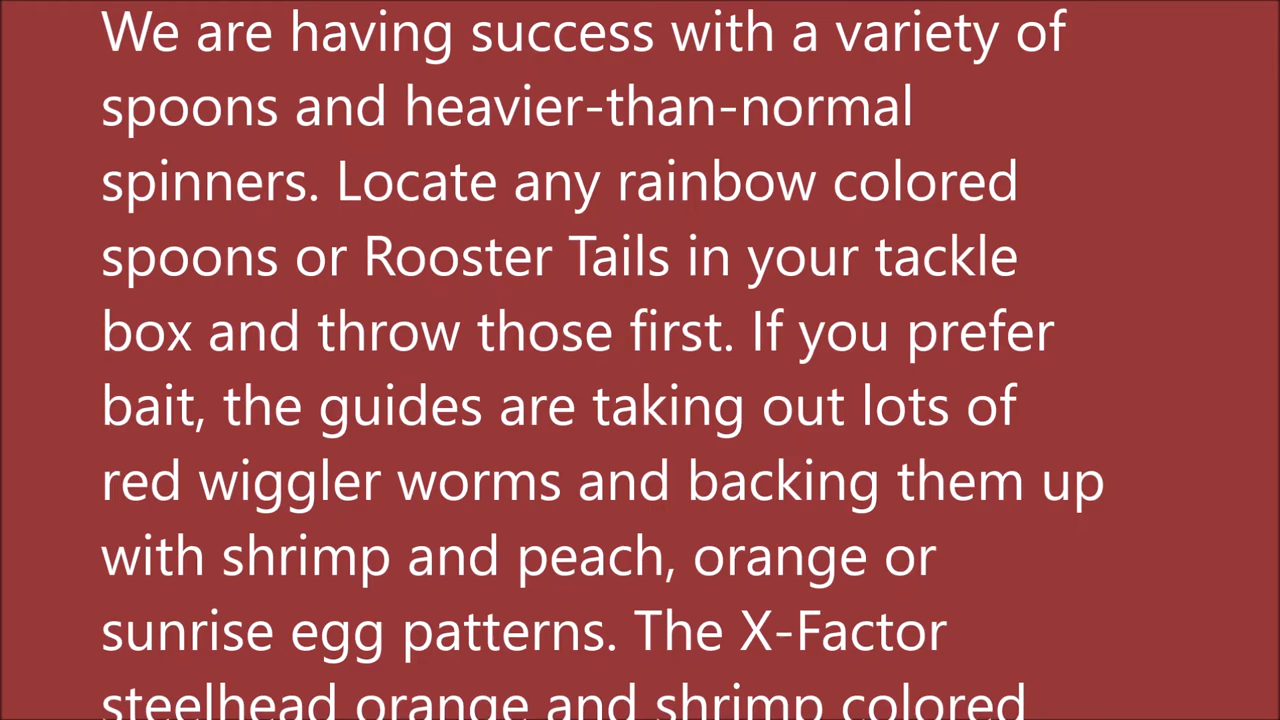 We are having success with a variety of
spoons and heavier-than-normal
spinners. Locate any rainbow colored
spoons or Rooster Tails in your tackle
box and throw those first. If you prefer
bait, the guides are taking out lots of
red wiggler worms and backing them up
with shrimp and peach, orange or
sunrise egg patterns. The X-Factor
steelhead orange and shrimp colored